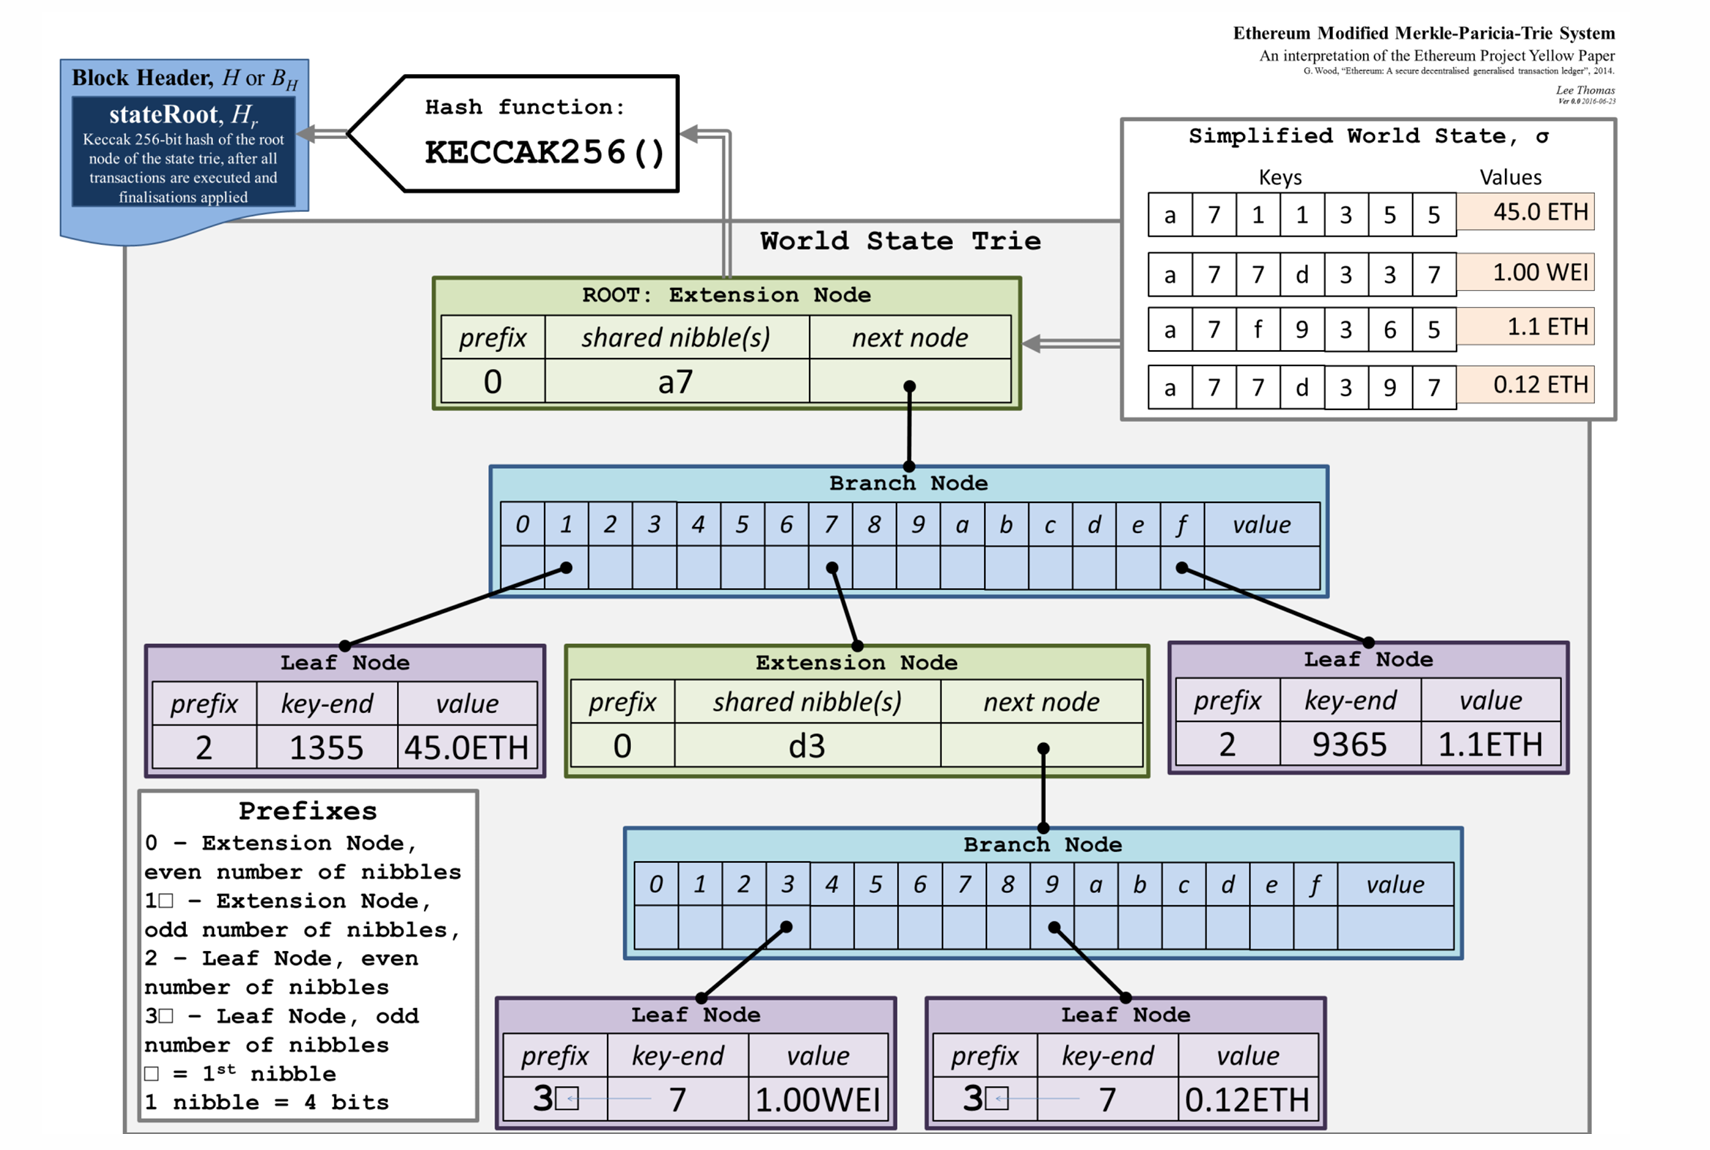 Ethereum Modified Merkle-Paricia-Trie System
An interpretation of the Ethereum Project Yellow Paper
G. Wood, “Ethereum: A secure decentralised generalised transaction ledger”, 2014.
Lee Thomas
Ver 0.0 2016-06-23
Block Header, H or B_H
stateRoot, H_r
Keccak 256-bit hash of the root
node of the state trie, after all
transactions are executed and
finalisations applied
Hash function:
KECCAK256()
Simplified World State, σ
Keys Values
a 7 1 1 3 5 5 45.0 ETH
a 7 7 d 3 3 7 1.00 WEI
a 7 f 9 3 6 5 1.1 ETH
a 7 7 d 3 9 7 0.12 ETH
World State Trie
ROOT: Extension Node
prefix shared nibble(s) next node
0 a7
Branch Node
0 1 2 3 4 5 6 7 8 9 a b c d e f value
Leaf Node
prefix key-end value
2 1355 45.0ETH
Extension Node
prefix shared nibble(s) next node
0 d3
Leaf Node
prefix key-end value
2 9365 1.1ETH
Prefixes
0 – Extension Node,
even number of nibbles
1□ – Extension Node,
odd number of nibbles,
2 – Leaf Node, even
number of nibbles
3□ – Leaf Node, odd
number of nibbles
□ = 1st nibble
1 nibble = 4 bits
Branch Node
0 1 2 3 4 5 6 7 8 9 a b c d e f value
Leaf Node
prefix key-end value
3□ 7 1.00WEI
Leaf Node
prefix key-end value
3□ 7 0.12ETH